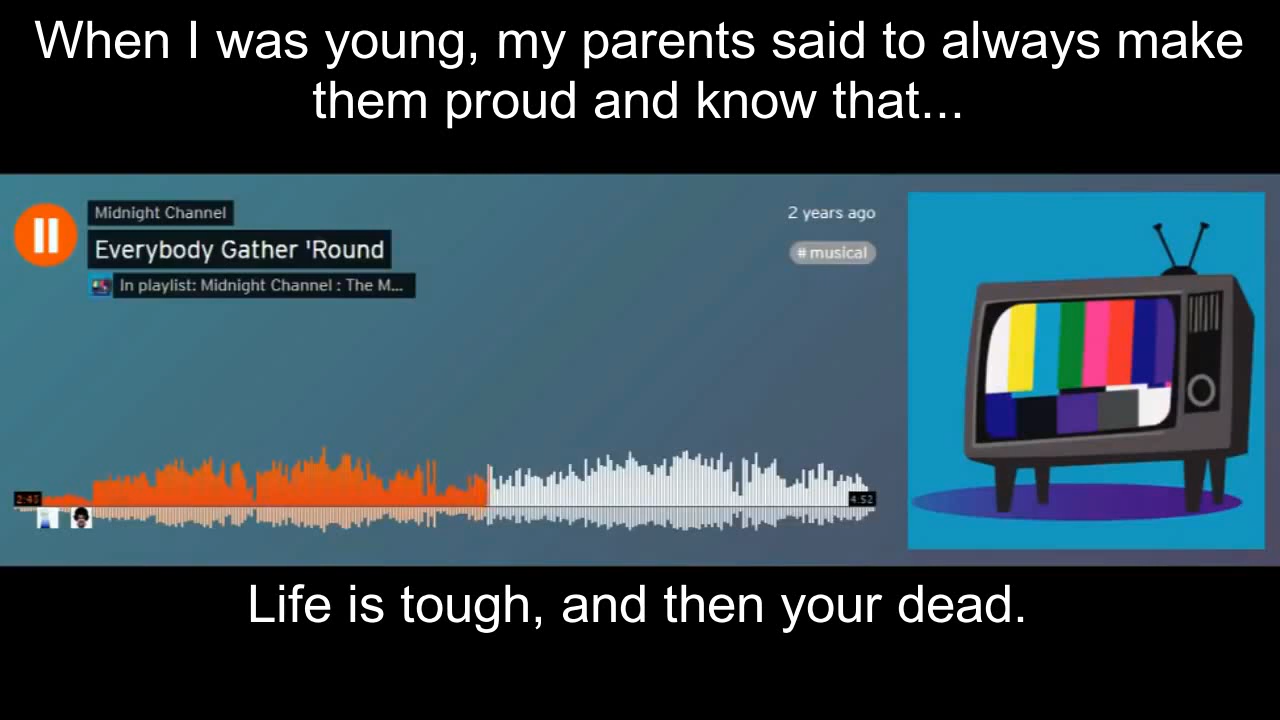 When I was young, my parents said to always make
them proud and know that...
Midnight Channel
2 years ago
Everybody Gather 'Round
# musical
In playlist: Midnight Channel : The M...
2:45
4:52
Life is tough, and then your dead.